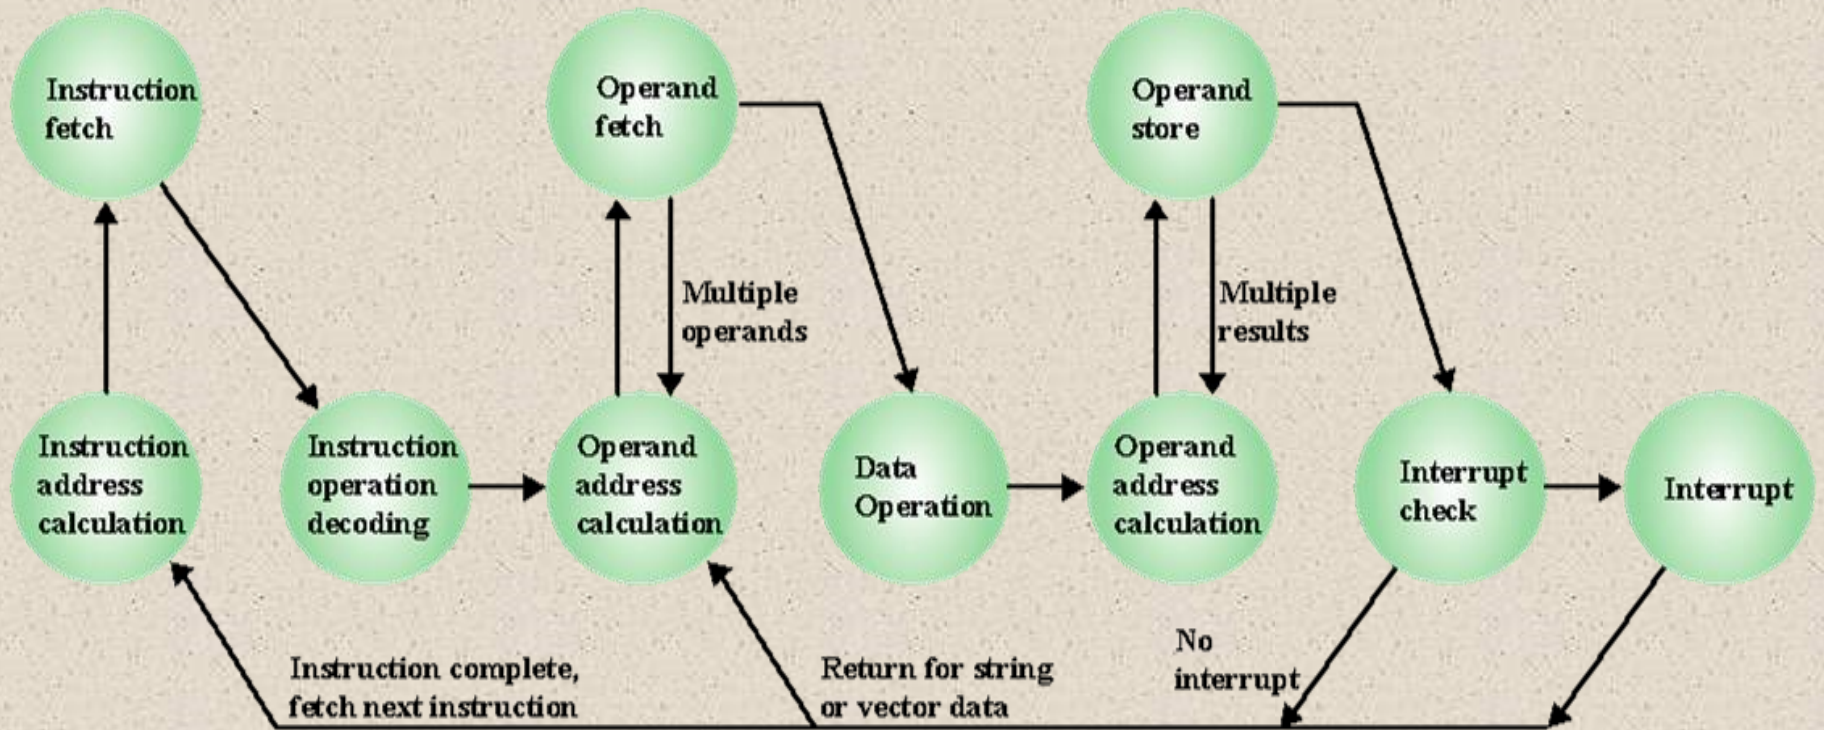 Instruction
fetch
Operand
fetch
Operand
store
Multiple
operands
Multiple
results
Instruction
address
calculation
Instruction
operation
decoding
Operand
address
calculation
Data
Operation
Operand
address
calculation
Interrupt
check
Interrupt
Instruction complete,
fetch next instruction
Return for string
or vector data
No
interrupt